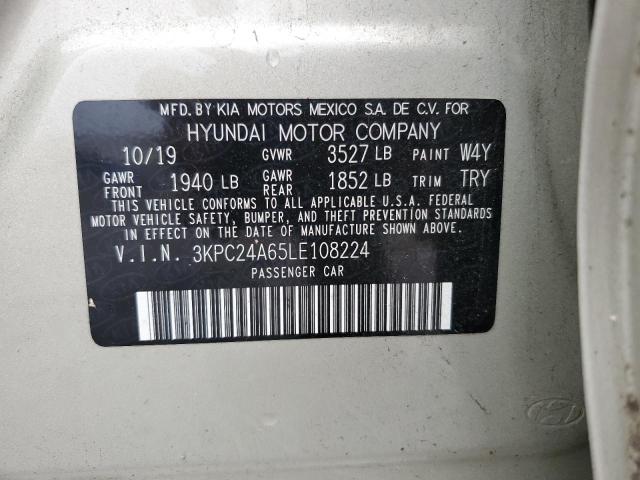 MFD. BY KIA MOTORS MEXICO S.A. DE C.V. FOR
HYUNDAI MOTOR COMPANY
10/19 GVWR 3527 LB PAINT W4Y
GAWR FRONT 1940 LB GAWR REAR 1852 LB TRIM TRY
THIS VEHICLE CONFORMS TO ALL APPLICABLE U.S.A. FEDERAL
MOTOR VEHICLE SAFETY, BUMPER, AND THEFT PREVENTION STANDARDS
IN EFFECT ON THE DATE OF MANUFACTURE SHOWN ABOVE.
V.I.N. 3KPC24A65LE108224
PASSENGER CAR